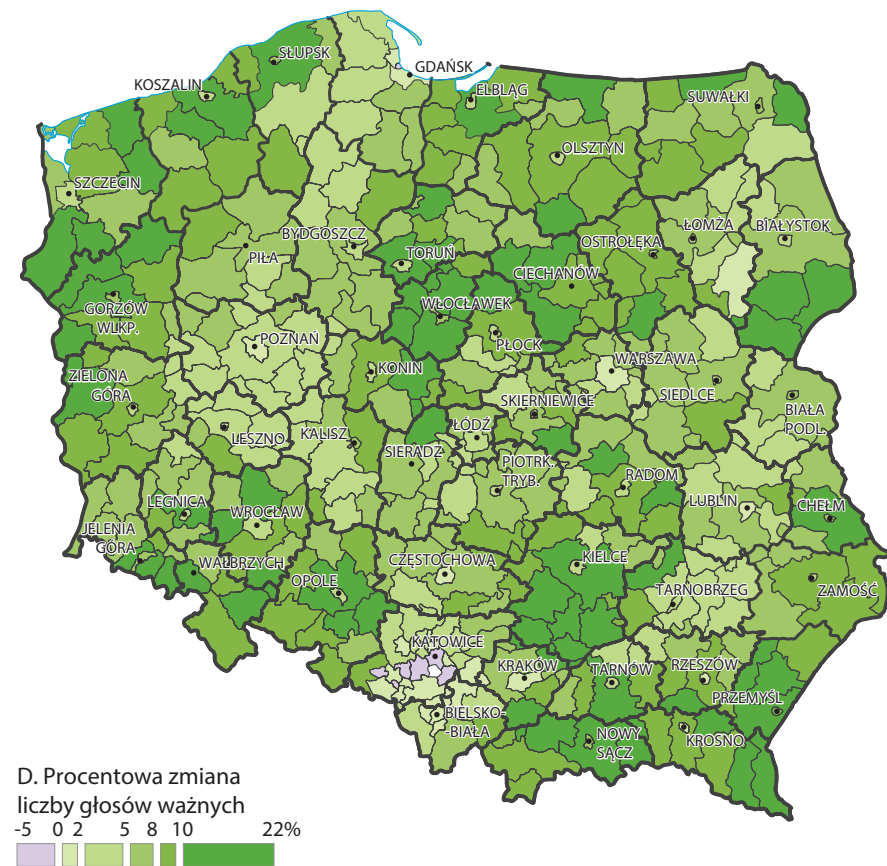 SŁUPSK
GDAŃSK
KOSZALIN
ELBLĄG
SUWAŁKI
OLSZTYN
SZCZECIN
BYDGOSZCZ
OSTROŁĘKA
ŁOMŻA
BIAŁYSTOK
PIŁA
TORUŃ
CIECHANÓW
GORZÓW
WLKP.
WŁOCŁAWEK
POZNAŃ
PŁOCK
WARSZAWA
ZIELONA
GÓRA
KONIN
SKIERNIEWICE
SIEDLCE
BIAŁA
PODL.
LESZNO
KALISZ
ŁÓDŹ
SIERADZ
PIOTRK.
TRYB.
RADOM
LEGNICA
WROCŁAW
LUBLIN
CHEŁM
JELENIA
GÓRA
WAŁBRZYCH
CZĘSTOCHOWA
KIELCE
OPOLE
TARNOBRZEG
ZAMOŚĆ
KATOWICE
KRAKÓW
TARNÓW
RZESZÓW
PRZEMYŚL
BIELSKO-
-BIAŁA
NOWY
SĄCZ
KROSNO
D. Procentowa zmiana
liczby głosów ważnych
-5 0 2 5 8 10 22%